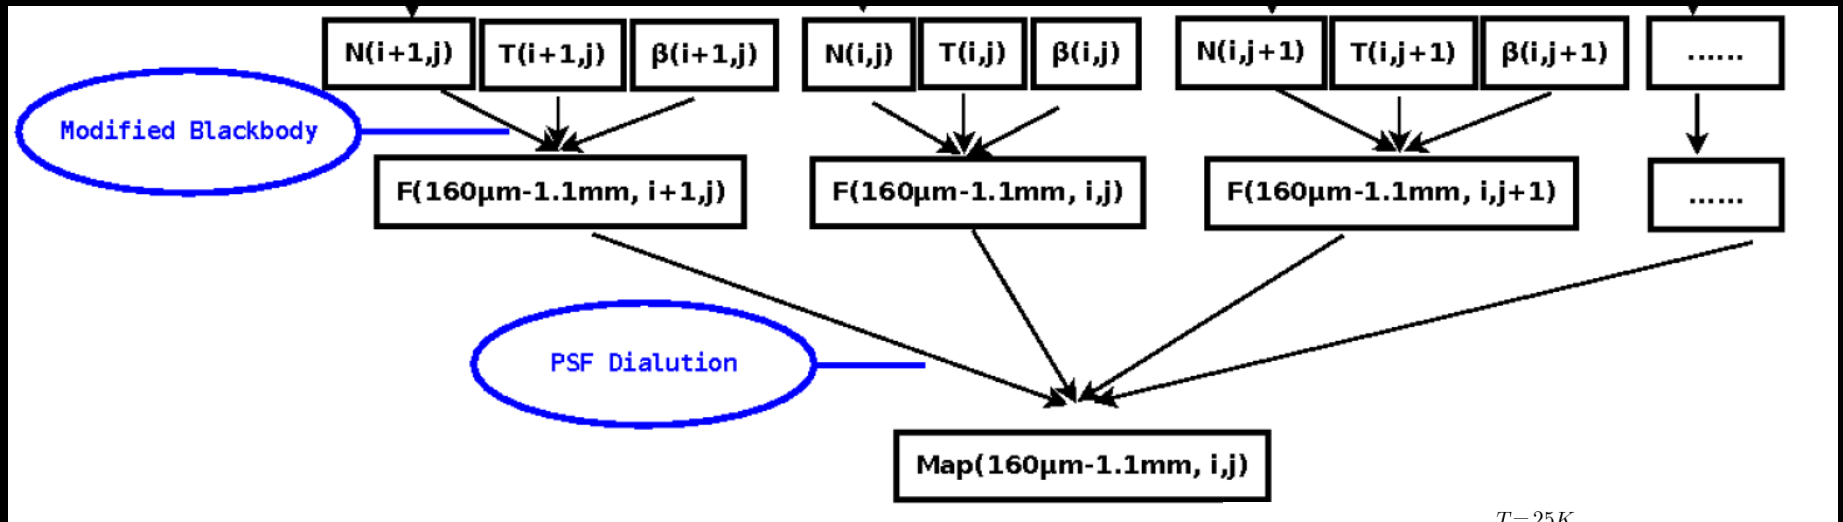 N(i+1,j) T(i+1,j) β(i+1,j) N(i,j) T(i,j) β(i,j) N(i,j+1) T(i,j+1) β(i,j+1) ......
Modified Blackbody
F(160μm-1.1mm, i+1,j) F(160μm-1.1mm, i,j) F(160μm-1.1mm, i,j+1) ......
PSF Dialution
Map(160μm-1.1mm, i,j)
T=25K